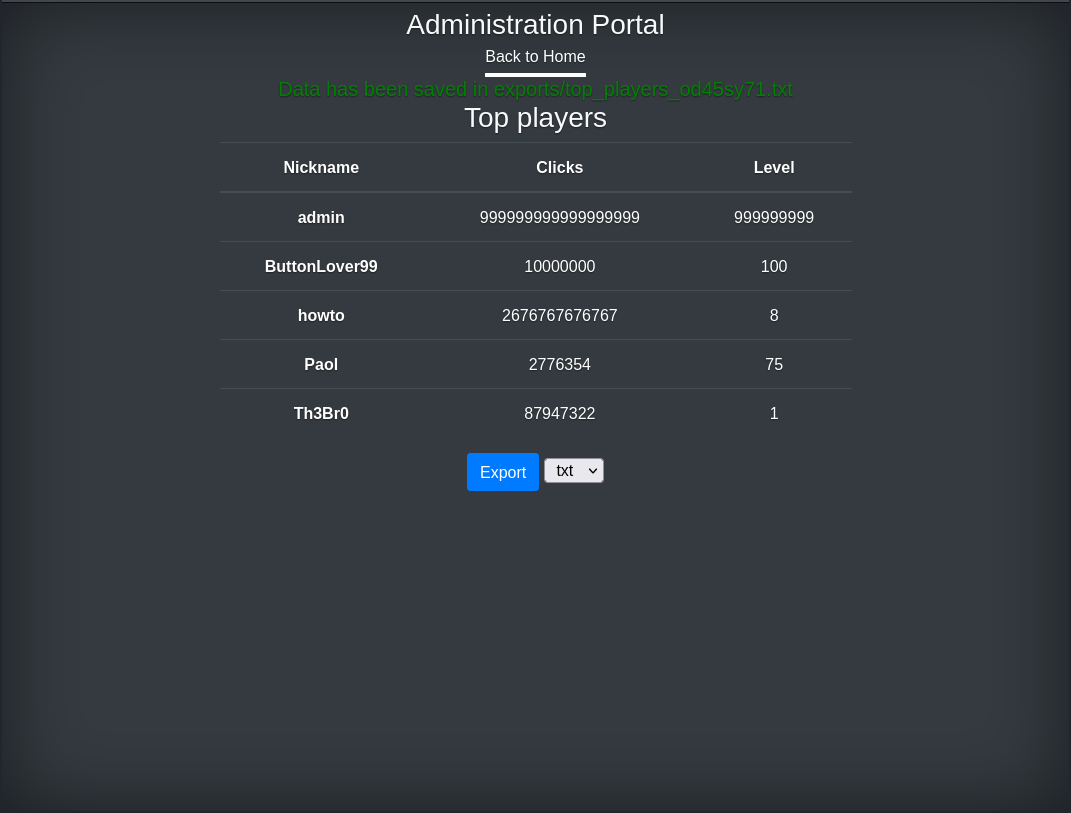 Administration Portal
Back to Home
Data has been saved in exports/top_players_od45sy71.txt
Top players
Nickname Clicks Level
admin 999999999999999999 999999999
ButtonLover99 10000000 100
howto 2676767676767 8
Paol 2776354 75
Th3Br0 87947322 1
Export txt